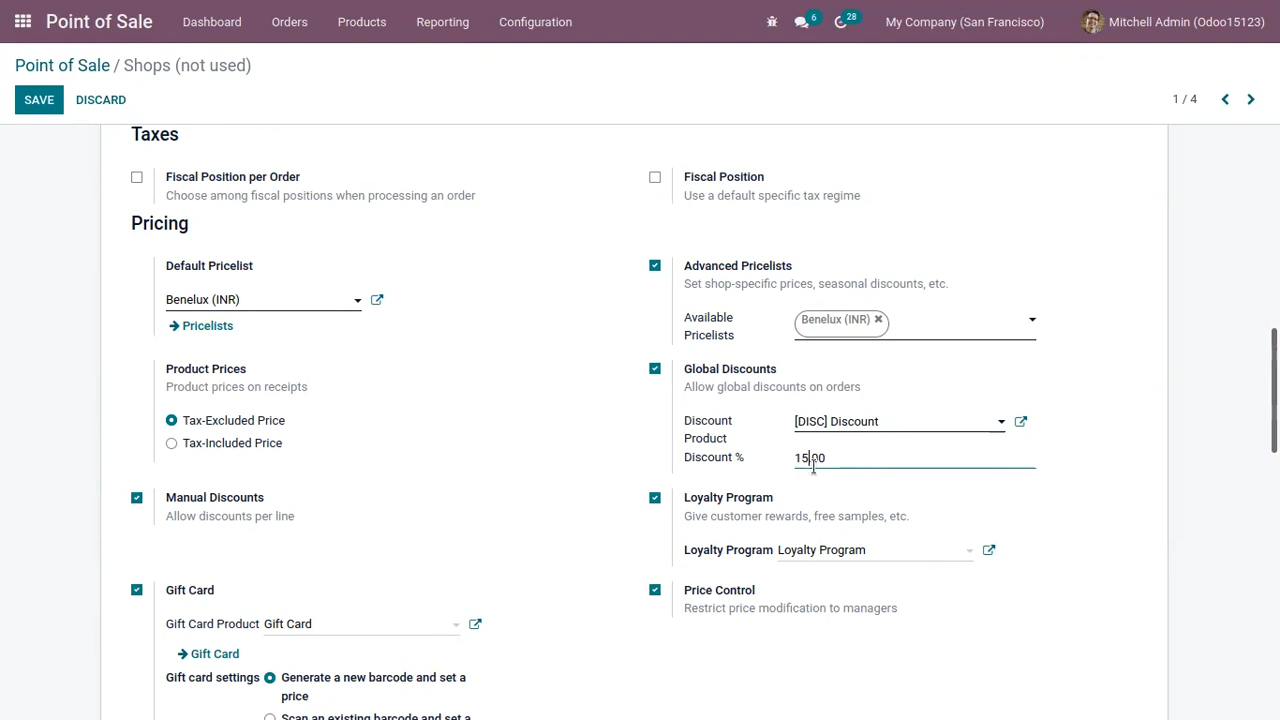 Point of Sale Dashboard Orders Products Reporting Configuration 6 28 My Company (San Francisco) Mitchell Admin (Odoo15123)
Point of Sale / Shops (not used)
SAVE DISCARD 1 / 4
Taxes
Fiscal Position per Order
Choose among fiscal positions when processing an order
Fiscal Position
Use a default specific tax regime
Pricing
Default Pricelist
Benelux (INR)
Pricelists
Advanced Pricelists
Set shop-specific prices, seasonal discounts, etc.
Available
Pricelists
Benelux (INR)
Product Prices
Product prices on receipts
Tax-Excluded Price
Tax-Included Price
Global Discounts
Allow global discounts on orders
Discount
Product
[DISC] Discount
Discount % 15.00
Manual Discounts
Allow discounts per line
Loyalty Program
Give customer rewards, free samples, etc.
Loyalty Program Loyalty Program
Gift Card
Gift Card Product Gift Card
Gift Card
Gift card settings Generate a new barcode and set a
price
Scan an existing barcode and set a
Price Control
Restrict price modification to managers